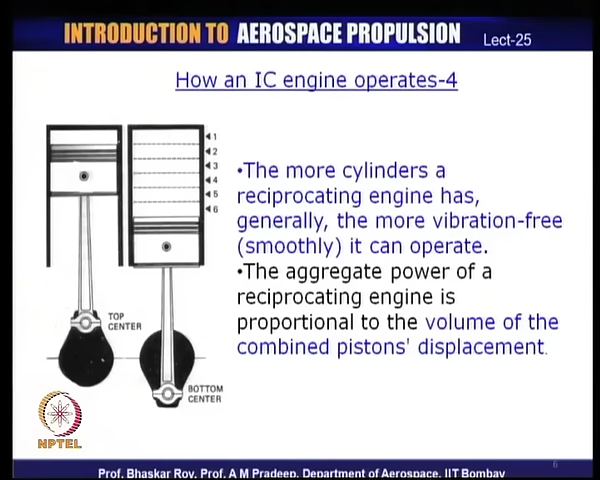 INTRODUCTION TO AEROSPACE PROPULSION
Lect-25
How an IC engine operates-4
1
2
3
4
5
6
TOP
CENTER
BOTTOM
CENTER
•The more cylinders a
reciprocating engine has,
generally, the more vibration-free
(smoothly) it can operate.
•The aggregate power of a
reciprocating engine is
proportional to the volume of the
combined pistons' displacement.
NPTEL
6
Prof. Bhaskar Roy, Prof. A M Pradeep, Department of Aerospace, IIT Bombay